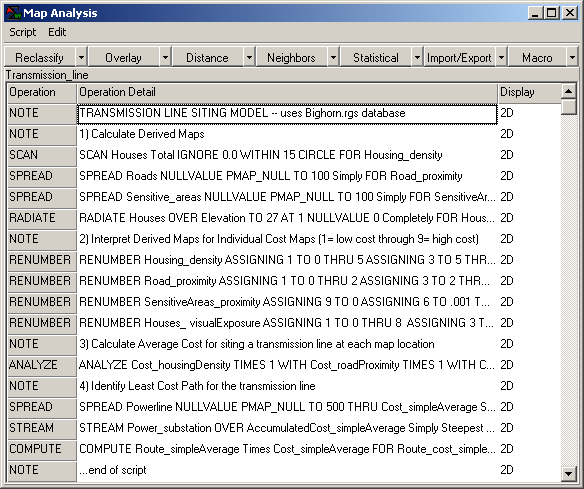 Map Analysis
Script Edit
Reclassify Overlay Distance Neighbors Statistical Import/Export Macro
Transmission_line
Operation Operation Detail Display
NOTE TRANSMISSION LINE SITING MODEL -- uses Bighorn.rgs database 2D
NOTE 1) Calculate Derived Maps 2D
SCAN SCAN Houses Total IGNORE 0.0 WITHIN 15 CIRCLE FOR Housing_density 2D
SPREAD SPREAD Roads NULLVALUE PMAP_NULL TO 100 Simply FOR Road_proximity 2D
SPREAD SPREAD Sensitive_areas NULLVALUE PMAP_NULL TO 100 Simply FOR SensitiveAr... 2D
RADIATE RADIATE Houses OVER Elevation TO 27 AT 1 NULLVALUE 0 Completely FOR Hous... 2D
NOTE 2) Interpret Derived Maps for Individual Cost Maps (1= low cost through 9= high cost) 2D
RENUMBER RENUMBER Housing_density ASSIGNING 1 TO 0 THRU 5 ASSIGNING 3 TO 5 THR... 2D
RENUMBER RENUMBER Road_proximity ASSIGNING 1 TO 0 THRU 2 ASSIGNING 3 TO 2 THR... 2D
RENUMBER RENUMBER SensitiveAreas_proximity ASSIGNING 9 TO 0 ASSIGNING 6 TO .001 T... 2D
RENUMBER RENUMBER Houses_ visualExposure ASSIGNING 1 TO 0 THRU 8 ASSIGNING 3 T... 2D
NOTE 3) Calculate Average Cost for siting a transmission line at each map location 2D
ANALYZE ANALYZE Cost_housingDensity TIMES 1 WITH Cost_roadProximity TIMES 1 WITH C... 2D
NOTE 4) Identify Least Cost Path for the transmission line 2D
SPREAD SPREAD Powerline NULLVALUE PMAP_NULL TO 500 THRU Cost_simpleAverage S... 2D
STREAM STREAM Power_substation OVER AccumulatedCost_simpleAverage Simply Steepest ... 2D
COMPUTE COMPUTE Route_simpleAverage Times Cost_simpleAverage FOR Route_cost_simple... 2D
NOTE ...end of script 2D